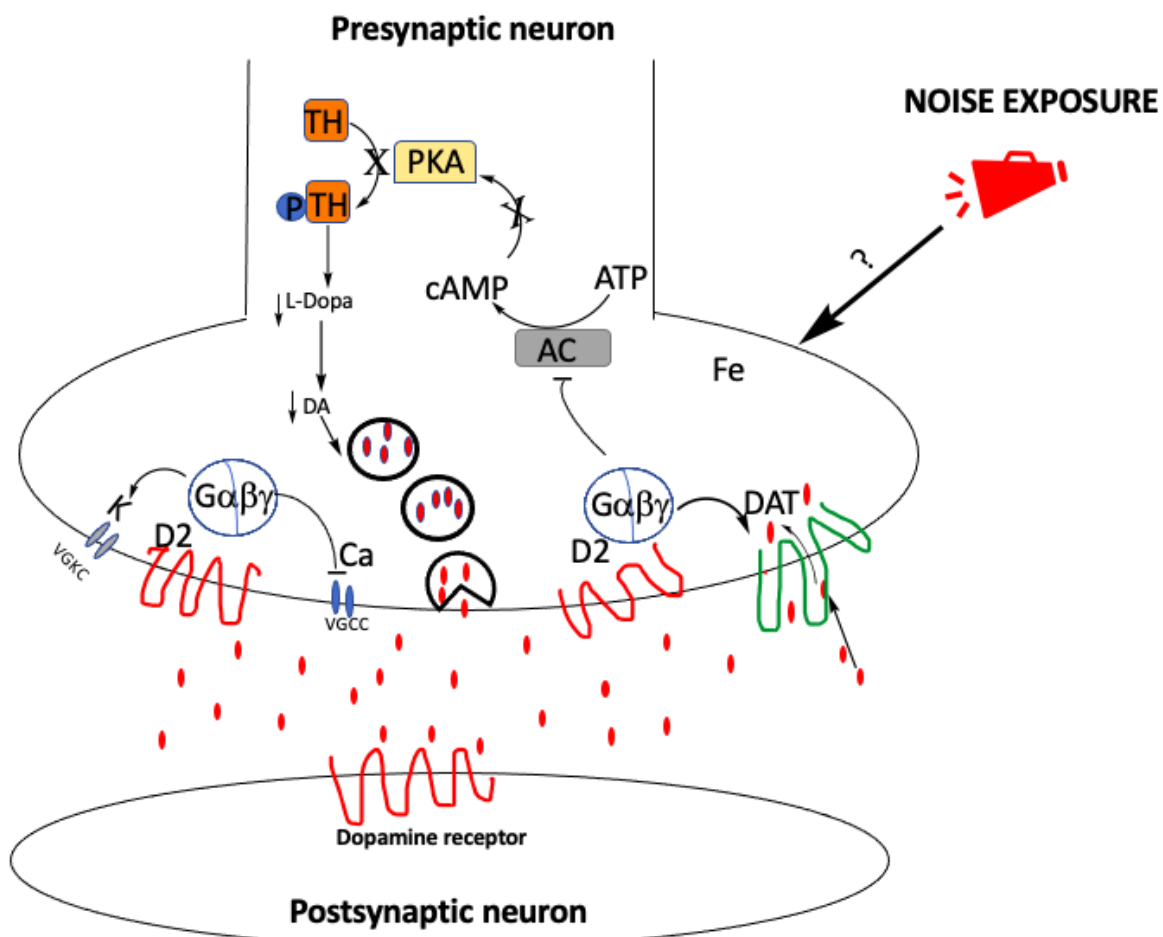 Presynaptic neuron
NOISE EXPOSURE
TH
X
PKA
P
TH
X
?
cAMP
ATP
L-Dopa
AC
Fe
DA
K
Gαβγ
Gαβγ
DAT
D2
Ca
D2
VGKC
VGCC
Dopamine receptor
Postsynaptic neuron